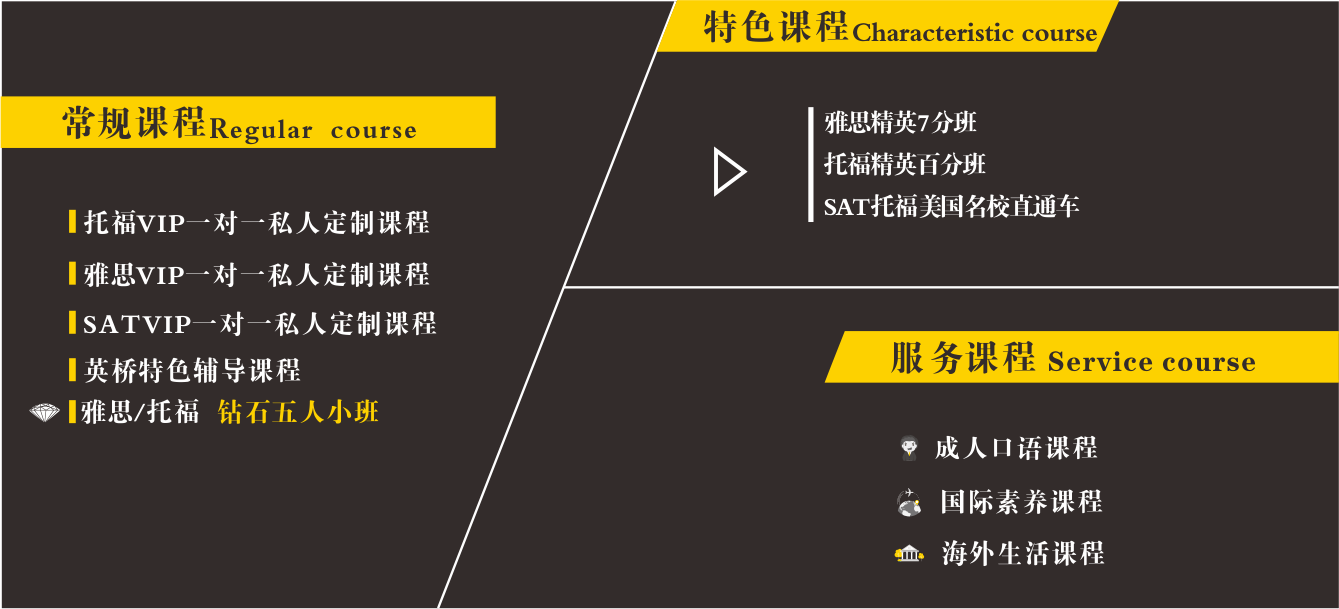 常规课程Regular course
托福VIP一对一私人定制课程
雅思VIP一对一私人定制课程
SATVIP一对一私人定制课程
英桥特色辅导课程
雅思/托福 钻石五人小班
特色课程Characteristic course
雅思精英7分班
托福精英百分班
SAT托福美国名校直通车
服务课程 Service course
成人口语课程
国际素养课程
海外生活课程